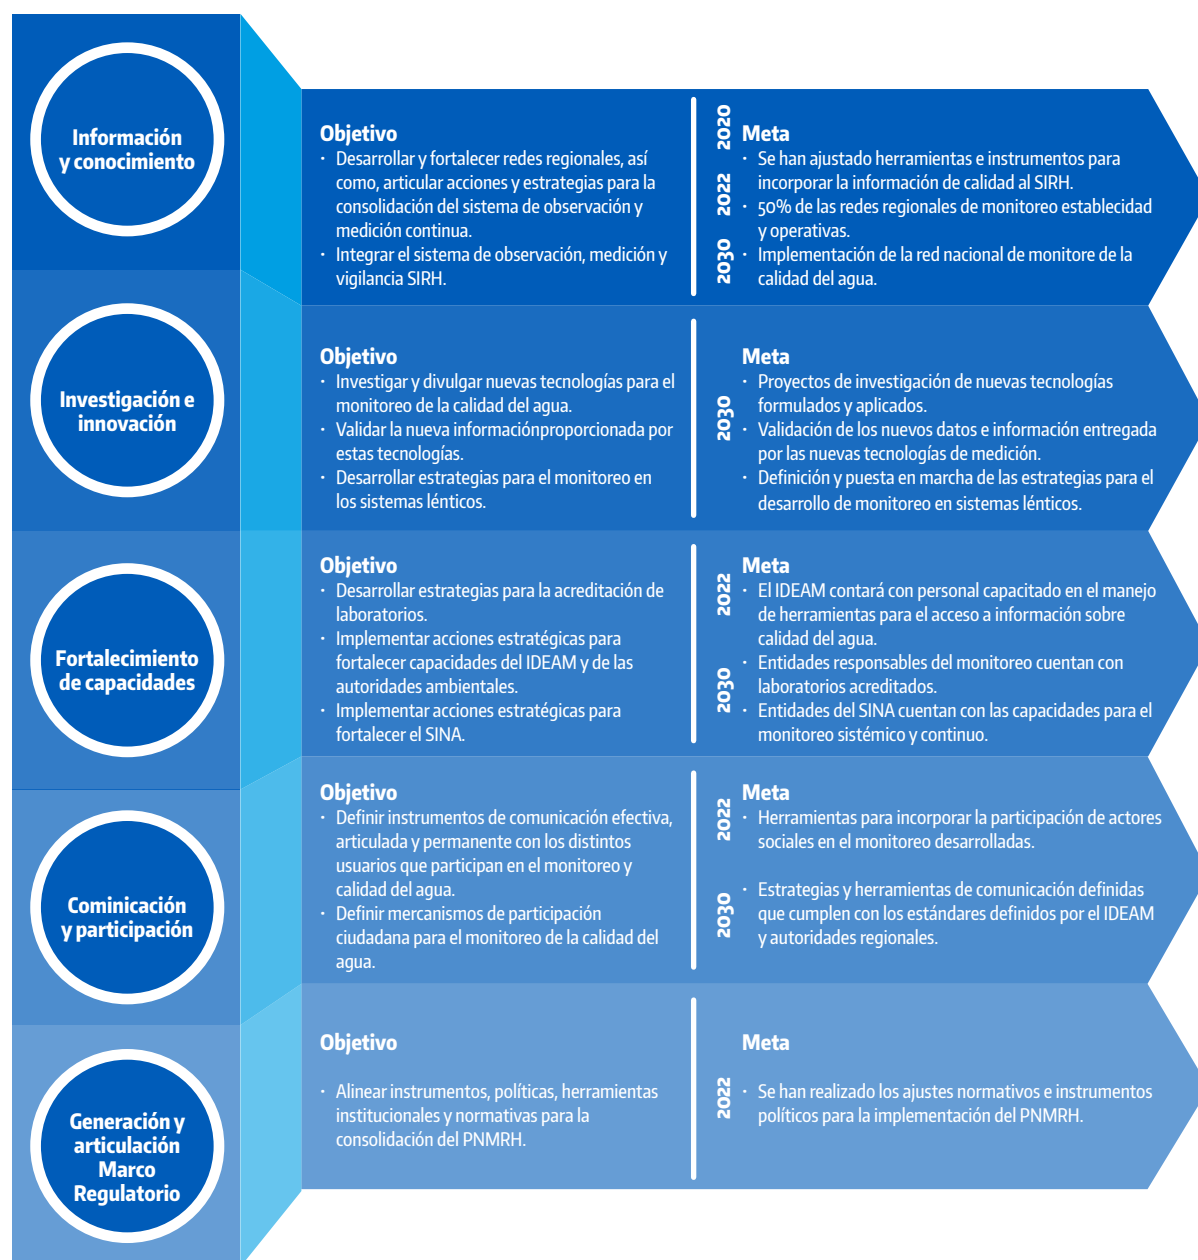 Información
y conocimiento
Objetivo
· Desarrollar y fortalecer redes regionales, así
como, articular acciones y estrategias para la
consolidación del sistema de observación y
medición continua.
· Integrar el sistema de observación, medición y
vigilancia SIRH.
2020
2022
2030
Meta
· Se han ajustado herramientas e instrumentos para
incorporar la información de calidad al SIRH.
· 50% de las redes regionales de monitoreo establecidad
y operativas.
· Implementación de la red nacional de monitore de la
calidad del agua.
Investigación e
innovación
Objetivo
· Investigar y divulgar nuevas tecnologías para el
monitoreo de la calidad del agua.
· Validar la nueva informaciónproporcionada por
estas tecnologías.
· Desarrollar estrategias para el monitoreo en
los sistemas lénticos.
2030
Meta
· Proyectos de investigación de nuevas tecnologías
formulados y aplicados.
· Validación de los nuevos datos e información entregada
por las nuevas tecnologías de medición.
· Definición y puesta en marcha de las estrategias para el
desarrollo de monitoreo en sistemas lénticos.
Fortalecimiento
de capacidades
Objetivo
· Desarrollar estrategias para la acreditación de
laboratorios.
· Implementar acciones estratégicas para
fortalecer capacidades del IDEAM y de las
autoridades ambientales.
· Implementar acciones estratégicas para
fortalecer el SINA.
2022
2030
Meta
· El IDEAM contará con personal capacitado en el manejo
de herramientas para el acceso a información sobre
calidad del agua.
· Entidades responsables del monitoreo cuentan con
laboratorios acreditados.
· Entidades del SINA cuentan con las capacidades para el
monitoreo sistémico y continuo.
Cominicación
y participación
Objetivo
· Definir instrumentos de comunicación efectiva,
articulada y permanente con los distintos
usuarios que participan en el monitoreo y
calidad del agua.
· Definir mecanismos de participación
ciudadana para el monitoreo de la calidad del
agua.
2022
2030
Meta
· Herramientas para incorporar la participación de actores
sociales en el monitoreo desarrolladas.
· Estrategias y herramientas de comunicación definidas
que cumplen con los estándares definidos por el IDEAM
y autoridades regionales.
Generación y
articulación
Marco
Regulatorio
Objetivo
· Alinear instrumentos, políticas, herramientas
institucionales y normativas para la
consolidación del PNMRH.
2022
Meta
· Se han realizado los ajustes normativos e instrumentos
políticos para la implementación del PNMRH.